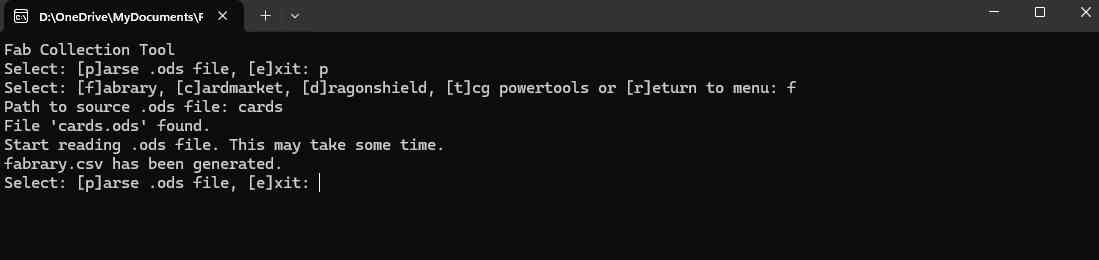 D:\OneDrive\MyDocuments\F
Fab Collection Tool
Select: [p]arse .ods file, [e]xit: p
Select: [f]abrary, [c]ardmarket, [d]ragonshield, [t]cg powertools or [r]eturn to menu: f
Path to source .ods file: cards
File 'cards.ods' found.
Start reading .ods file. This may take some time.
fabrary.csv has been generated.
Select: [p]arse .ods file, [e]xit: